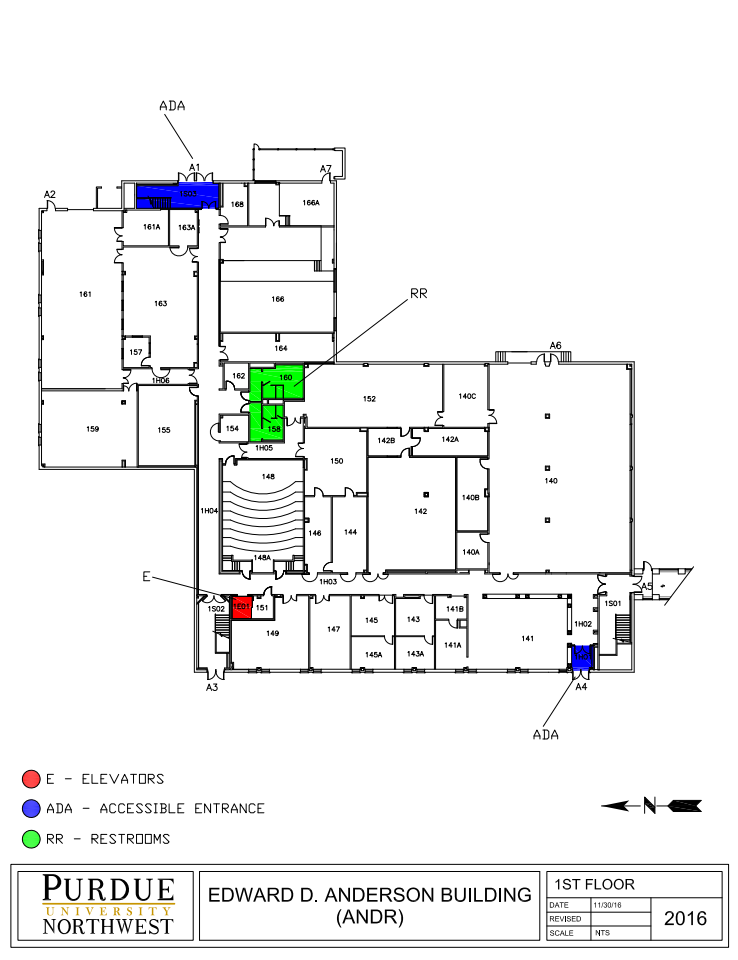 ADA
A1
A7
A2
1S03
168
166A
161A
163A
161
163
166
RR
157
164
A6
1H06
162
160
152
140C
159
155
154
158
142B
142A
1H05
150
148
140
1H04
142
140B
146
144
148A
140A
E
1H03
A5
1S02
1E01
151
1S01
145
143
141B
1H02
149
147
141
145A
143A
141A
A3
A4
ADA
E - ELEVATORS
ADA - ACCESSIBLE ENTRANCE
N
RR - RESTROOMS
PURDUE
UNIVERSITY
NORTHWEST
EDWARD D. ANDERSON BUILDING
(ANDR)
1ST FLOOR
DATE 11/30/16
REVISED
SCALE NTS
2016